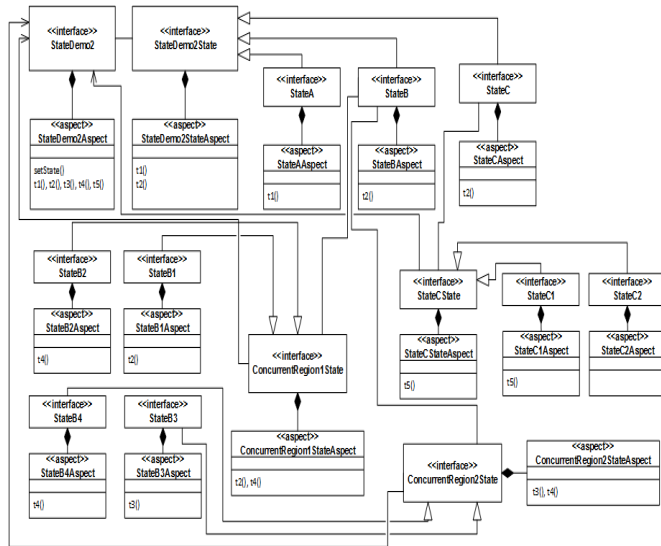 <<interface>>
StateDemo2
<<interface>>
StateDemo2State
<<interface>>
StateA
<<interface>>
StateB
<<interface>>
StateC
<<aspect>>
StateDemo2Aspect
setState()
t1(), t2(), t3(), t4(), t5()
<<aspect>>
StateDemo2StateAspect
t1()
t2()
<<aspect>>
StateAAspect
t1()
<<aspect>>
StateBAspect
t2()
<<aspect>>
StateCAspect
t2()
<<interface>>
StateB2
<<interface>>
StateB1
<<interface>>
StateCState
<<interface>>
StateC1
<<interface>>
StateC2
<<aspect>>
StateB2Aspect
t4()
<<aspect>>
StateB1Aspect
t2()
<<interface>>
ConcurrentRegion1State
<<aspect>>
StateCStateAspect
t5()
<<aspect>>
StateC1Aspect
t5()
<<aspect>>
StateC2Aspect
<<interface>>
StateB4
<<interface>>
StateB3
<<aspect>>
ConcurrentRegion1StateAspect
t2(), t4()
<<interface>>
ConcurrentRegion2State
<<aspect>>
ConcurrentRegion2StateAspect
t3(), t4()
<<aspect>>
StateB4Aspect
t4()
<<aspect>>
StateB3Aspect
t3()